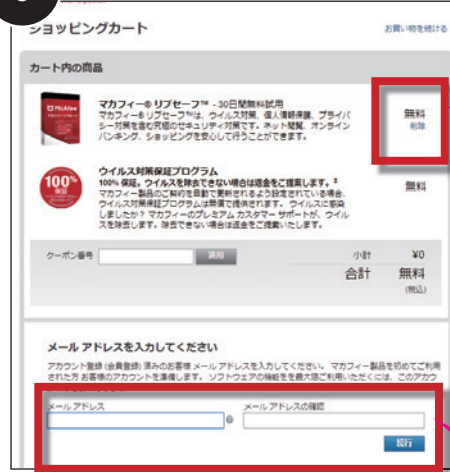 ショッピングカート
お買い物を続ける
カート内の商品
McAfee
マカフィー® リブセーフ™ - 30日間無料試用
マカフィー® リブセーフ™は、ウイルス対策、個人情報保護、プライバ
シー対策を含む究極のセキュリティ対策です。ネット閲覧、オンライン
バンキング、ショッピングを安心して行うことができます。
無料
削除
100%
保証
ウイルス対策保証プログラム
100% 保証。ウイルスを除去できない場合は返金をご提案します。‡
マカフィー製品のご契約を自動で更新されるよう設定されている場合、
ウイルス対策保証プログラムは無償で提供されます。 ウイルスに感染
しましたか? マカフィーのプレミアム カスタマー サポートが、ウイル
スを除去します。除去できない場合は返金をご提案いたします。
無料
クーポン番号
適用
小計 ¥0
合計 無料
(税込)
メール アドレスを入力してください
アカウント登録 (会員登録) 済みのお客様 メール アドレスを入力してください。 マカフィー製品を初めてご利用
された方 お客様のアカウントを準備します。 ソフトウェアの機能をを最大限ご利用いただくには、このアカウ
メール アドレス
メール アドレスの確認
続行